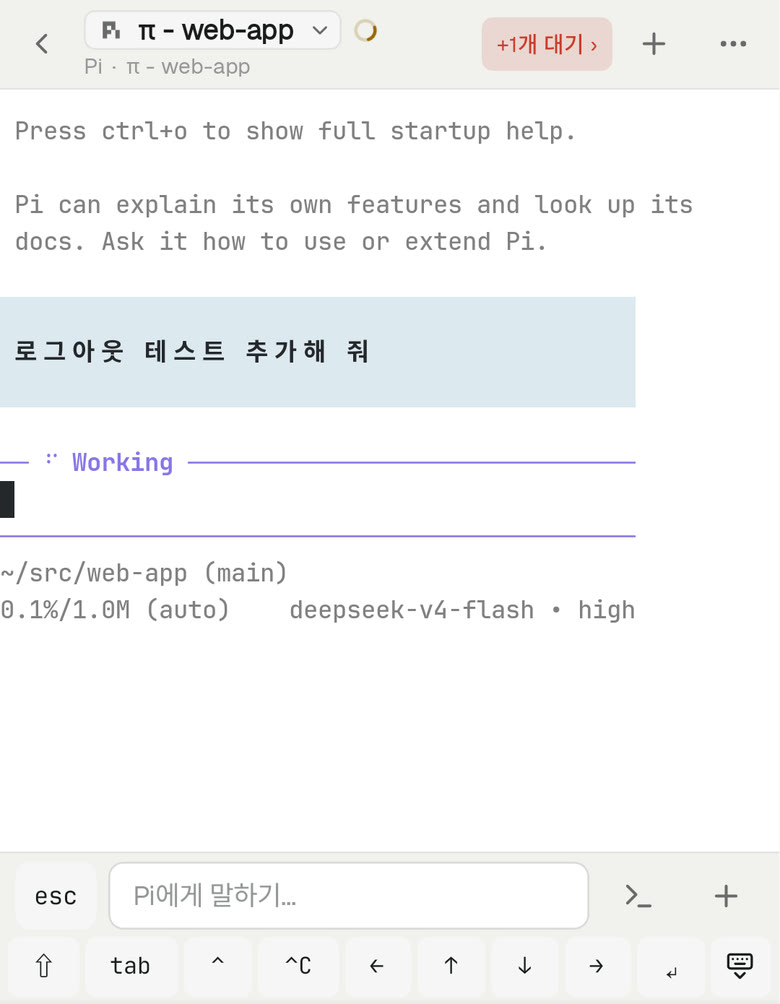 π - web-app
Pi · π - web-app
+1개 대기 ›
Press ctrl+o to show full startup help.
Pi can explain its own features and look up its
docs. Ask it how to use or extend Pi.
로그아웃 테스트 추가해 줘
Working
~/src/web-app (main)
0.1%/1.0M (auto) deepseek-v4-flash • high
esc
Pi에게 말하기...
⇧ tab ^ ^C ← ↑ ↓ → ↵